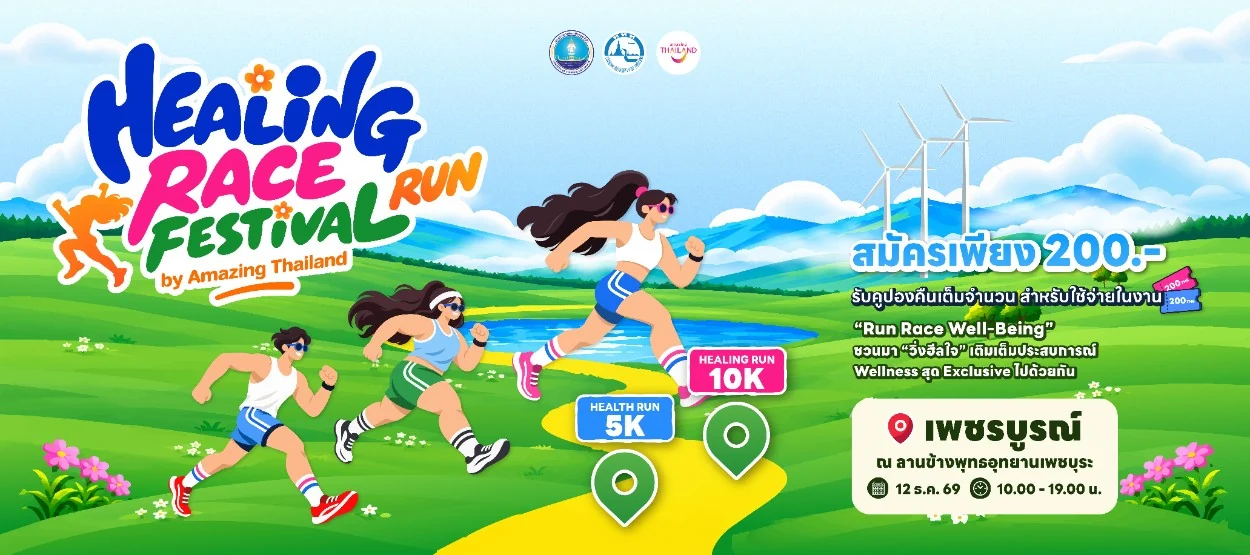 HEALING
RACE
FESTIVAL RUN
by Amazing Thailand
THAILAND
สมัครเพียง 200.-
รับคูปองคืนเต็มจำนวน สำหรับใช้จ่ายในงาน
200
200
“Run Race Well-Being”
ชวนมา “วิ่งฮีลใจ” เติมเต็มประสบการณ์
Wellness สุด Exclusive ไปด้วยกัน
HEALING RUN
10K
HEALTH RUN
5K
เพชรบูรณ์
ณ ลานข้างพุทธอุทยานเพชบุระ
12 ธ.ค. 69 10.00 - 19.00 น.